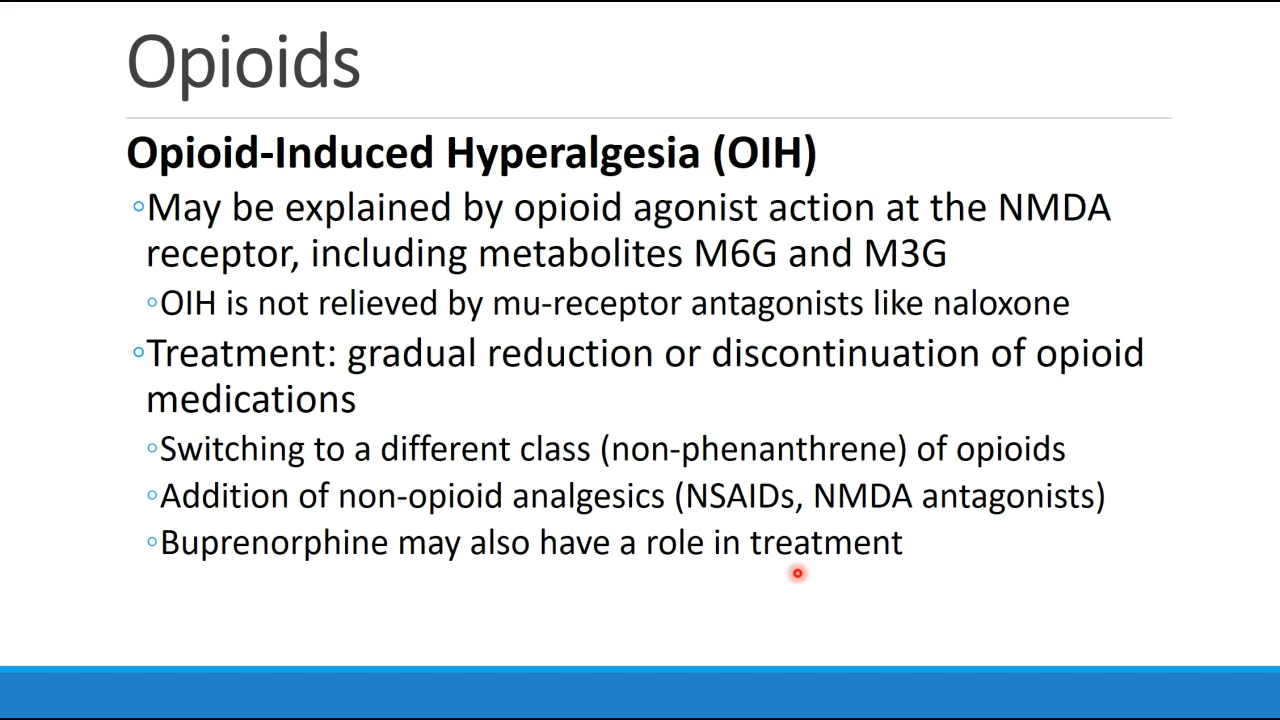 Opioids
Opioid-Induced Hyperalgesia (OIH)
◦May be explained by opioid agonist action at the NMDA
receptor, including metabolites M6G and M3G
◦OIH is not relieved by mu-receptor antagonists like naloxone
◦Treatment: gradual reduction or discontinuation of opioid
medications
◦Switching to a different class (non-phenanthrene) of opioids
◦Addition of non-opioid analgesics (NSAIDs, NMDA antagonists)
◦Buprenorphine may also have a role in treatment